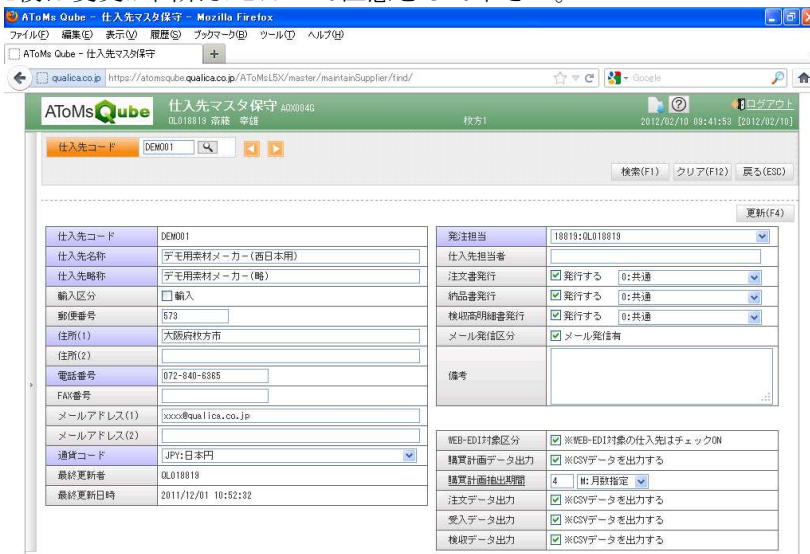 AToMs Qube - 仕入先マスタ保守 - Mozilla Firefox
ファイル(F) 編集(E) 表示(V) 履歴(S) ブックマーク(B) ツール(T) ヘルプ(H)
AToMs Qube - 仕入先マスタ保守 +
qualica.co.jp https://atomsqube.qualica.co.jp/AToMsL5X/master/maintainSupplier/find/ Google
AToMs Qube 仕入先マスタ保守 AQX004G ログアウト
QL018819 斎藤 幸雄 枚方1 2012/02/10 09:41:53 [2012/02/10]
仕入先コード DEMO01
検索(F1) クリア(F12) 戻る(ESC)
更新(F4)
仕入先コード DEMO01
仕入先名称 デモ用素材メーカー(西日本用)
仕入先略称 デモ用素材メーカー(略)
輸入区分 輸入
郵便番号 573
住所(1) 大阪府枚方市
住所(2)
電話番号 072-840-6365
FAX番号
メールアドレス(1) xxxx@qualica.co.jp
メールアドレス(2)
通貨コード JPY:日本円
最終更新者 QL018819
最終更新日時 2011/12/01 10:52:32
発注担当 18819:QL018819
仕入先担当者
注文書発行 発行する 0:共通
納品書発行 発行する 0:共通
検収高明細書発行 発行する 0:共通
メール発信区分 メール発信有
備考
WEB-EDI対象区分 ※WEB-EDI対象の仕入先はチェックON
購買計画データ出力 ※CSVデータを出力する
購買計画抽出期間 4 M:月数指定
注文データ出力 ※CSVデータを出力する
受入データ出力 ※CSVデータを出力する
検収データ出力 ※CSVデータを出力する